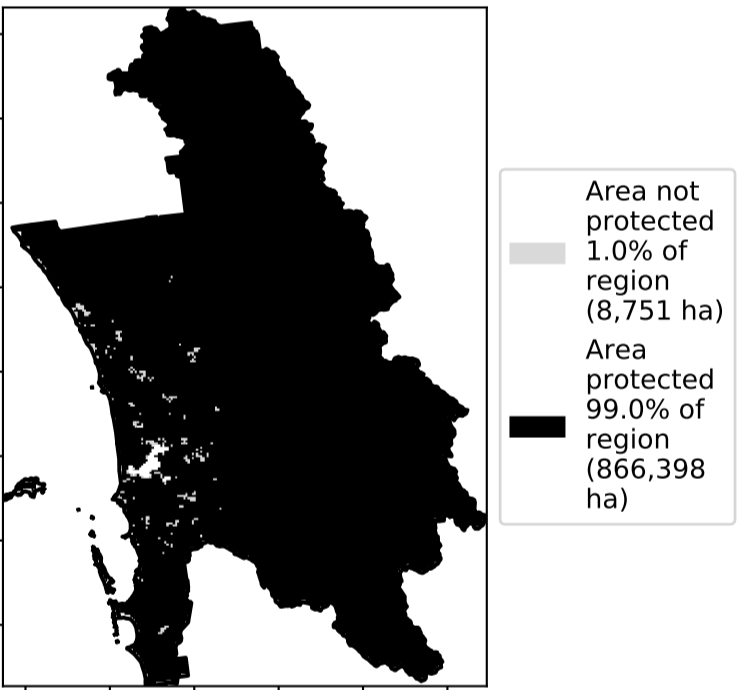 Area not
protected
1.0% of
region
(8,751 ha)
Area
protected
99.0% of
region
(866,398
ha)